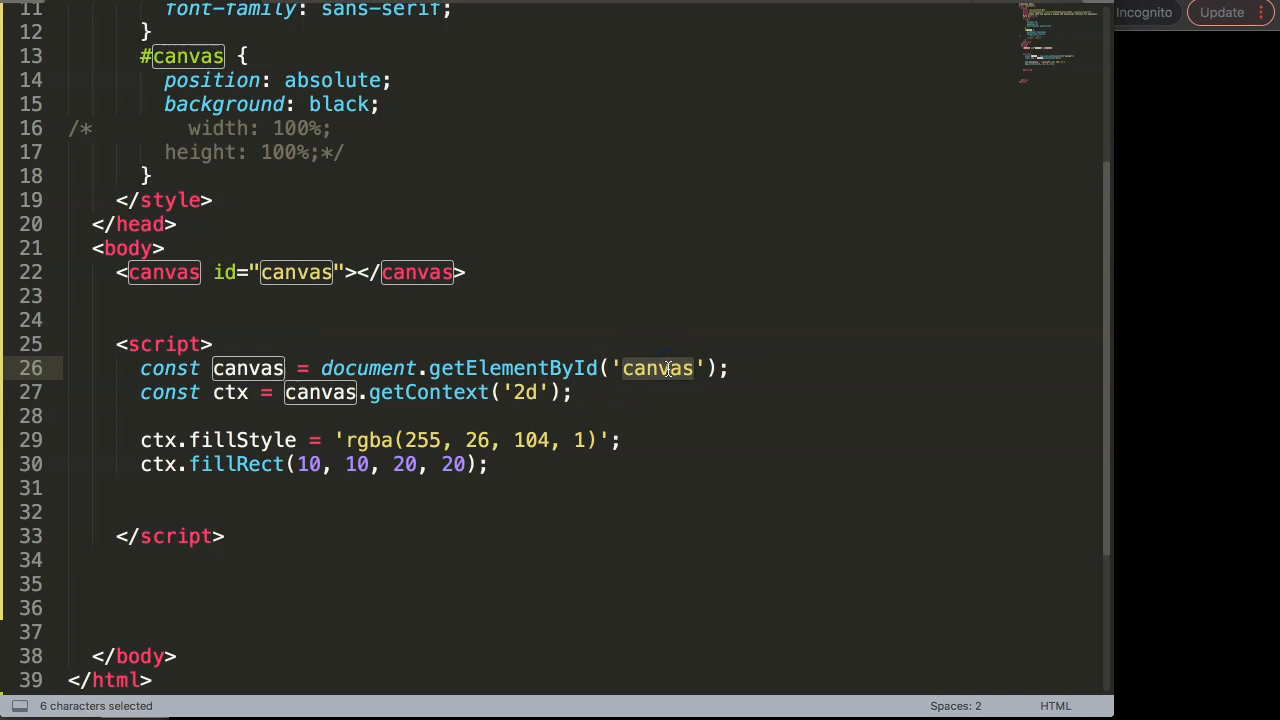 Incognito
Update
11 font-family: sans-serif;
12 }
13 #canvas {
14 position: absolute;
15 background: black;
16 /* width: 100%;
17 height: 100%;*/
18 }
19 </style>
20 </head>
21 <body>
22 <canvas id="canvas"></canvas>
23
24
25 <script>
26 const canvas = document.getElementById('canvas');
27 const ctx = canvas.getContext('2d');
28
29 ctx.fillStyle = 'rgba(255, 26, 104, 1)';
30 ctx.fillRect(10, 10, 20, 20);
31
32
33 </script>
34
35
36
37
38 </body>
39 </html>
6 characters selected
Spaces: 2
HTML